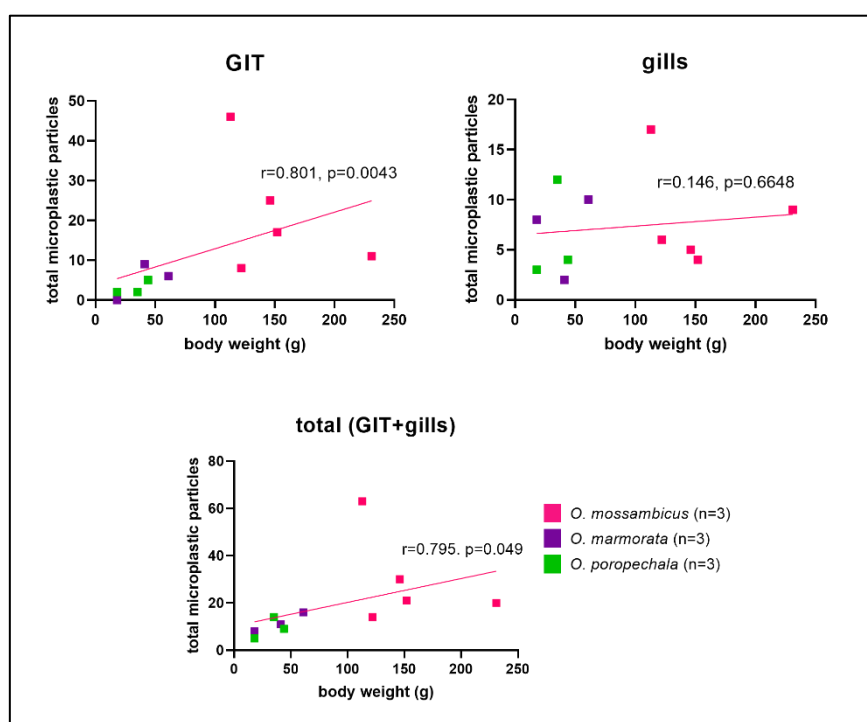 GIT
total microplastic particles
50
40
30
20
10
0
r=0.801, p=0.0043
0 50 100 150 200 250
body weight (g)
gills
total microplastic particles
20
15
10
5
0
r=0.146, p=0.6648
0 50 100 150 200 250
body weight (g)
total (GIT+gills)
total microplastic particles
80
60
40
20
0
r=0.795. p=0.049
0 50 100 150 200 250
body weight (g)
O. mossambicus (n=3)
O. marmorata (n=3)
O. poropechala (n=3)